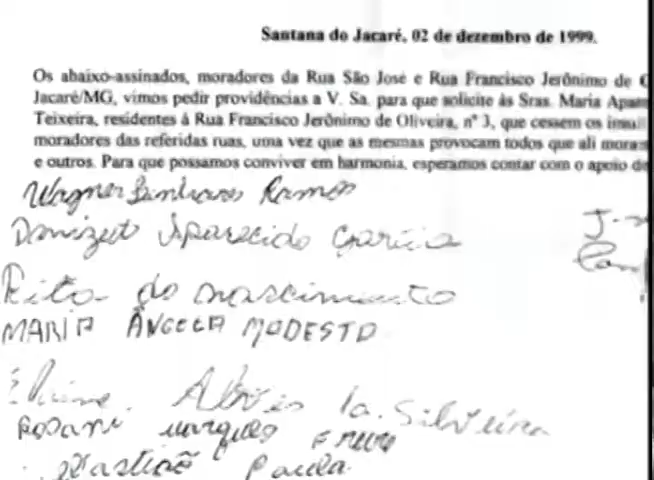 Santana do Jacaré, 02 de dezembro de 1999.
Os abaixo-assinados, moradores da Rua São José e Rua Francisco Jerônimo de
Jacaré/MG, vimos pedir providências a V. Sa. para que solicite às Sras. Maria
Teixeira, residentes á Rua Francisco Jerônimo de Oliveira, nº 3, que cessem os
moradores das referidas ruas, uma vez que as mesmas provocam todos que ali
e outros. Para que possamos conviver em harmonia, esperamos contar com o apoio
Wagner Ramos
Aparecido Garcia
Rita do nascimento
MARIA ÂNGELA MODESTO
Alves da Silveira
marques
Paula